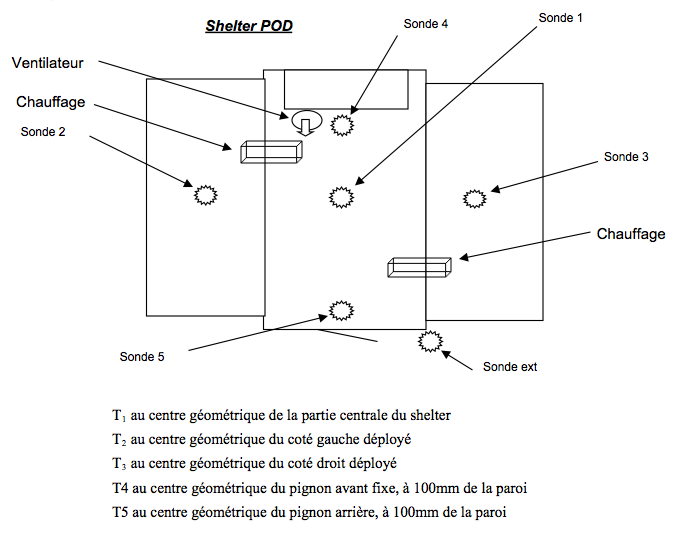 Shelter POD
Sonde 4
Sonde 1
Ventilateur
Chauffage
Sonde 2
Sonde 3
Chauffage
Sonde 5
Sonde ext
T₁ au centre géométrique de la partie centrale du shelter
T₂ au centre géométrique du coté gauche déployé
T₃ au centre géométrique du coté droit déployé
T4 au centre géométrique du pignon avant fixe, à 100mm de la paroi
T5 au centre géométrique du pignon arrière, à 100mm de la paroi